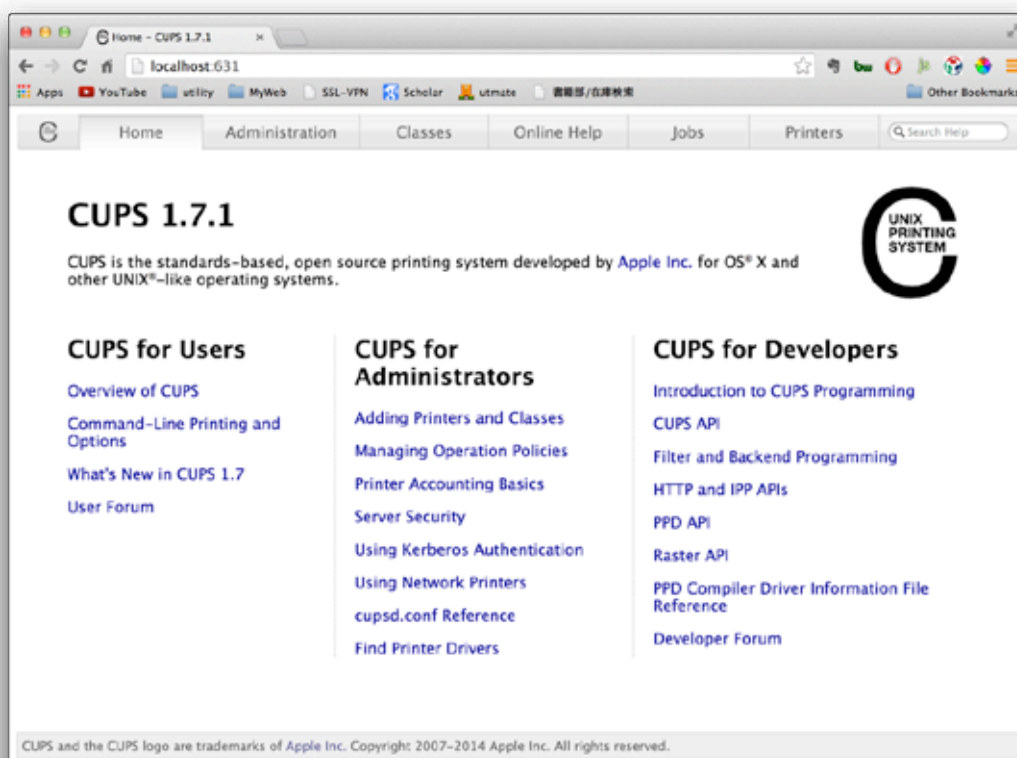 Home - CUPS 1.7.1
localhost:631
Apps YouTube utility MyWeb SSL-VPN Scholar utmate 書籍部/在庫検索 Other Bookmarks
Home Administration Classes Online Help Jobs Printers Search Help
CUPS 1.7.1
UNIX
PRINTING
SYSTEM
CUPS is the standards-based, open source printing system developed by Apple Inc. for OS® X and
other UNIX®-like operating systems.
CUPS for Users
Overview of CUPS
Command-Line Printing and
Options
What's New in CUPS 1.7
User Forum
CUPS for
Administrators
Adding Printers and Classes
Managing Operation Policies
Printer Accounting Basics
Server Security
Using Kerberos Authentication
Using Network Printers
cupsd.conf Reference
Find Printer Drivers
CUPS for Developers
Introduction to CUPS Programming
CUPS API
Filter and Backend Programming
HTTP and IPP APIs
PPD API
Raster API
PPD Compiler Driver Information File
Reference
Developer Forum
CUPS and the CUPS logo are trademarks of Apple Inc. Copyright 2007-2014 Apple Inc. All rights reserved.